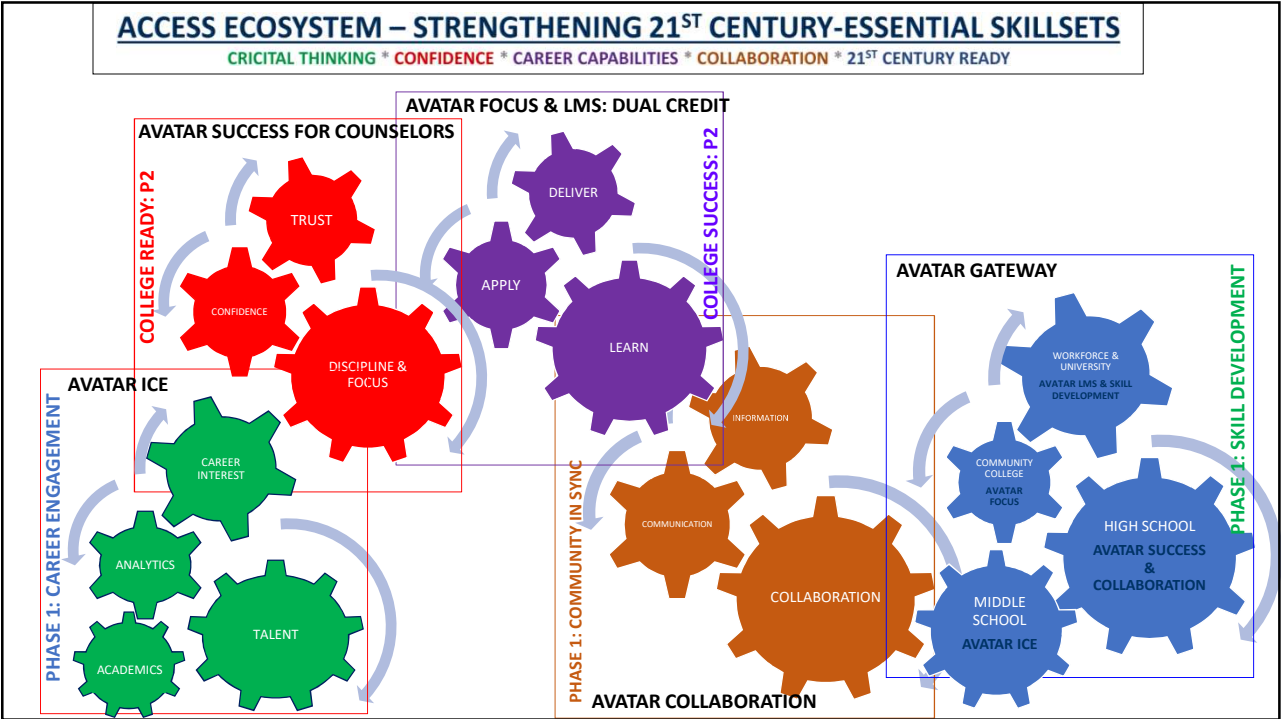 ACCESS ECOSYSTEM – STRENGTHENING 21ST CENTURY-ESSENTIAL SKILLSETS
CRICITAL THINKING * CONFIDENCE * CAREER CAPABILITIES * COLLABORATION * 21ST CENTURY READY
AVATAR SUCCESS FOR COUNSELORS
COLLEGE READY: P2
TRUST
CONFIDENCE
DISCIPLINE &
FOCUS
AVATAR FOCUS & LMS: DUAL CREDIT
COLLEGE SUCCESS: P2
DELIVER
APPLY
LEARN
AVATAR ICE
PHASE 1: CAREER ENGAGEMENT
CAREER
INTEREST
ANALYTICS
ACADEMICS
TALENT
PHASE 1: COMMUNITY IN SYNC
INFORMATION
COMMUNICATION
COLLABORATION
AVATAR COLLABORATION
AVATAR GATEWAY
PHASE 1: SKILL DEVELOPMENT
WORKFORCE &
UNIVERSITY
AVATAR LMS & SKILL
DEVELOPMENT
COMMUNITY
COLLEGE
AVATAR
FOCUS
HIGH SCHOOL
AVATAR SUCCESS
&
COLLABORATION
MIDDLE
SCHOOL
AVATAR ICE